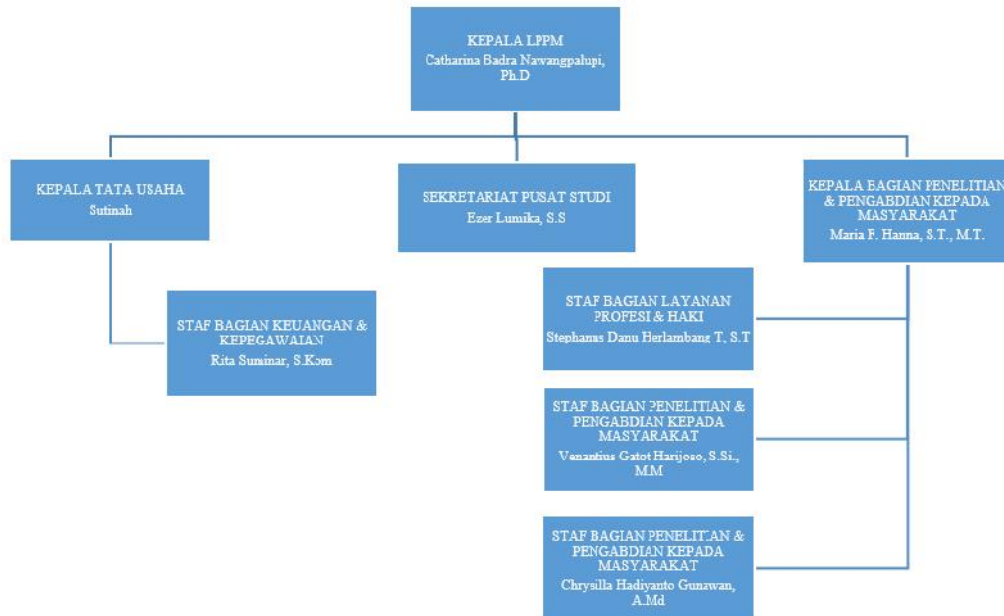 KEPALA LPPM
Catharina Badra Nawangpalupi,
Ph.D
KEPALA TATA USAHA
Sutinah
SEKRETARIAT PUSAT STUDI
Ezer Lumika, S.S
KEPALA BAGIAN PENELITIAN
& PENGABDIAN KEPADA
MASYARAKAT
Maria F. Hanna, S.T., M.T.
STAF BAGIAN KEUANGAN &
KEPEGAWAIAN
Rita Suminar, S.Kom
STAF BAGIAN LAYANAN
PROFESI & HAKI
Stephanus Danu Herlambang T, S.T
STAF BAGIAN PENELITIAN &
PENGABDIAN KEPADA
MASYARAKAT
Venantius Gatot Harijoso, S.Si.,
M.M
STAF BAGIAN PENELITIAN &
PENGABDIAN KEPADA
MASYARAKAT
Chrysilla Hadiyanto Gunawan,
A.Md